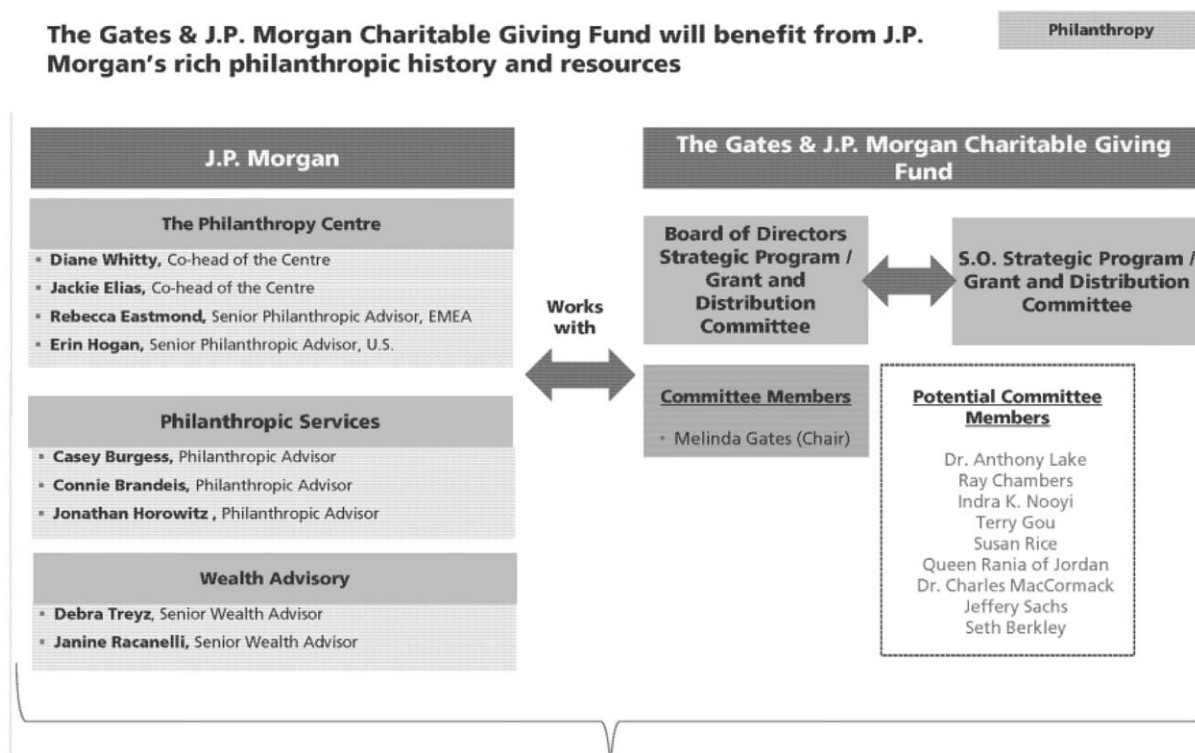 The Gates & J.P. Morgan Charitable Giving Fund will benefit from J.P.
Morgan's rich philanthropic history and resources
Philanthropy
J.P. Morgan
The Philanthropy Centre
▪ Diane Whitty, Co-head of the Centre
▪ Jackie Elias, Co-head of the Centre
▪ Rebecca Eastmond, Senior Philanthropic Advisor, EMEA
▪ Erin Hogan, Senior Philanthropic Advisor, U.S.
Philanthropic Services
▪ Casey Burgess, Philanthropic Advisor
▪ Connie Brandeis, Philanthropic Advisor
▪ Jonathan Horowitz , Philanthropic Advisor
Wealth Advisory
▪ Debra Treyz, Senior Wealth Advisor
▪ Janine Racanelli, Senior Wealth Advisor
Works
with
The Gates & J.P. Morgan Charitable Giving
Fund
Board of Directors
Strategic Program /
Grant and
Distribution
Committee
S.O. Strategic Program /
Grant and Distribution
Committee
Committee Members
▪ Melinda Gates (Chair)
Potential Committee
Members
Dr. Anthony Lake
Ray Chambers
Indra K. Nooyi
Terry Gou
Susan Rice
Queen Rania of Jordan
Dr. Charles MacCormack
Jeffery Sachs
Seth Berkley